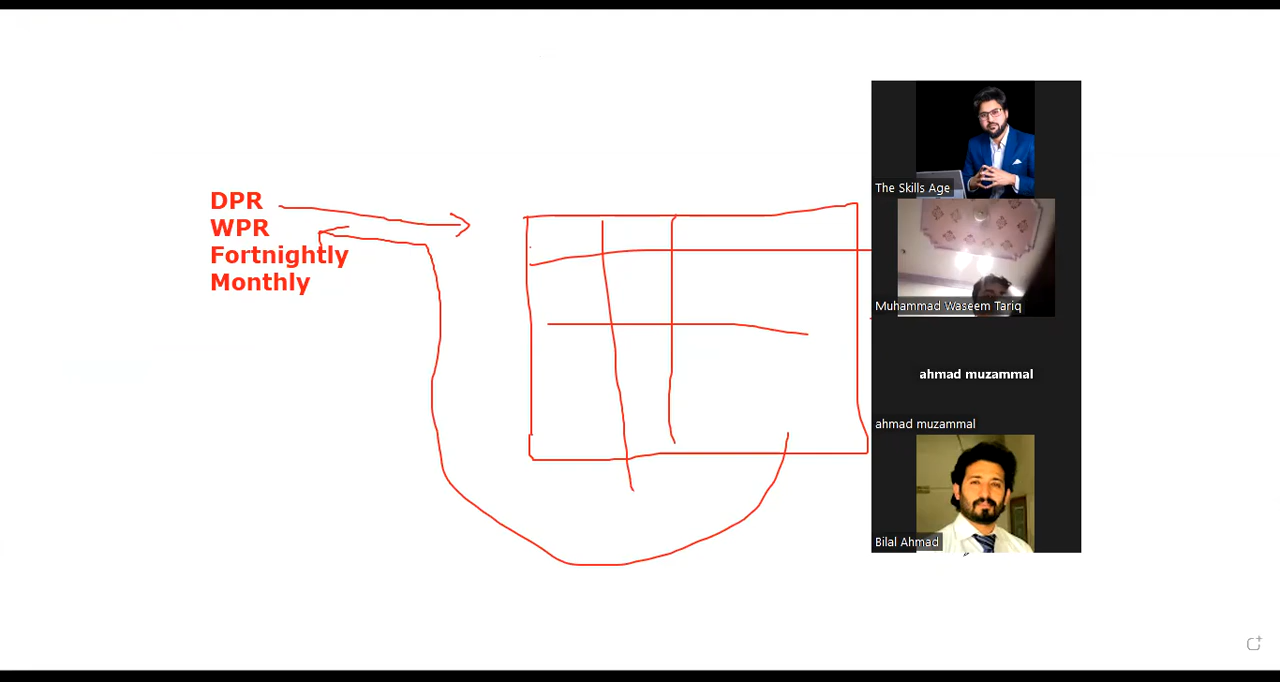 DPR
WPR
Fortnightly
Monthly
The Skills Age
Muhammad Waseem Tariq
ahmad muzammal
ahmad muzammal
Bilal Ahmad